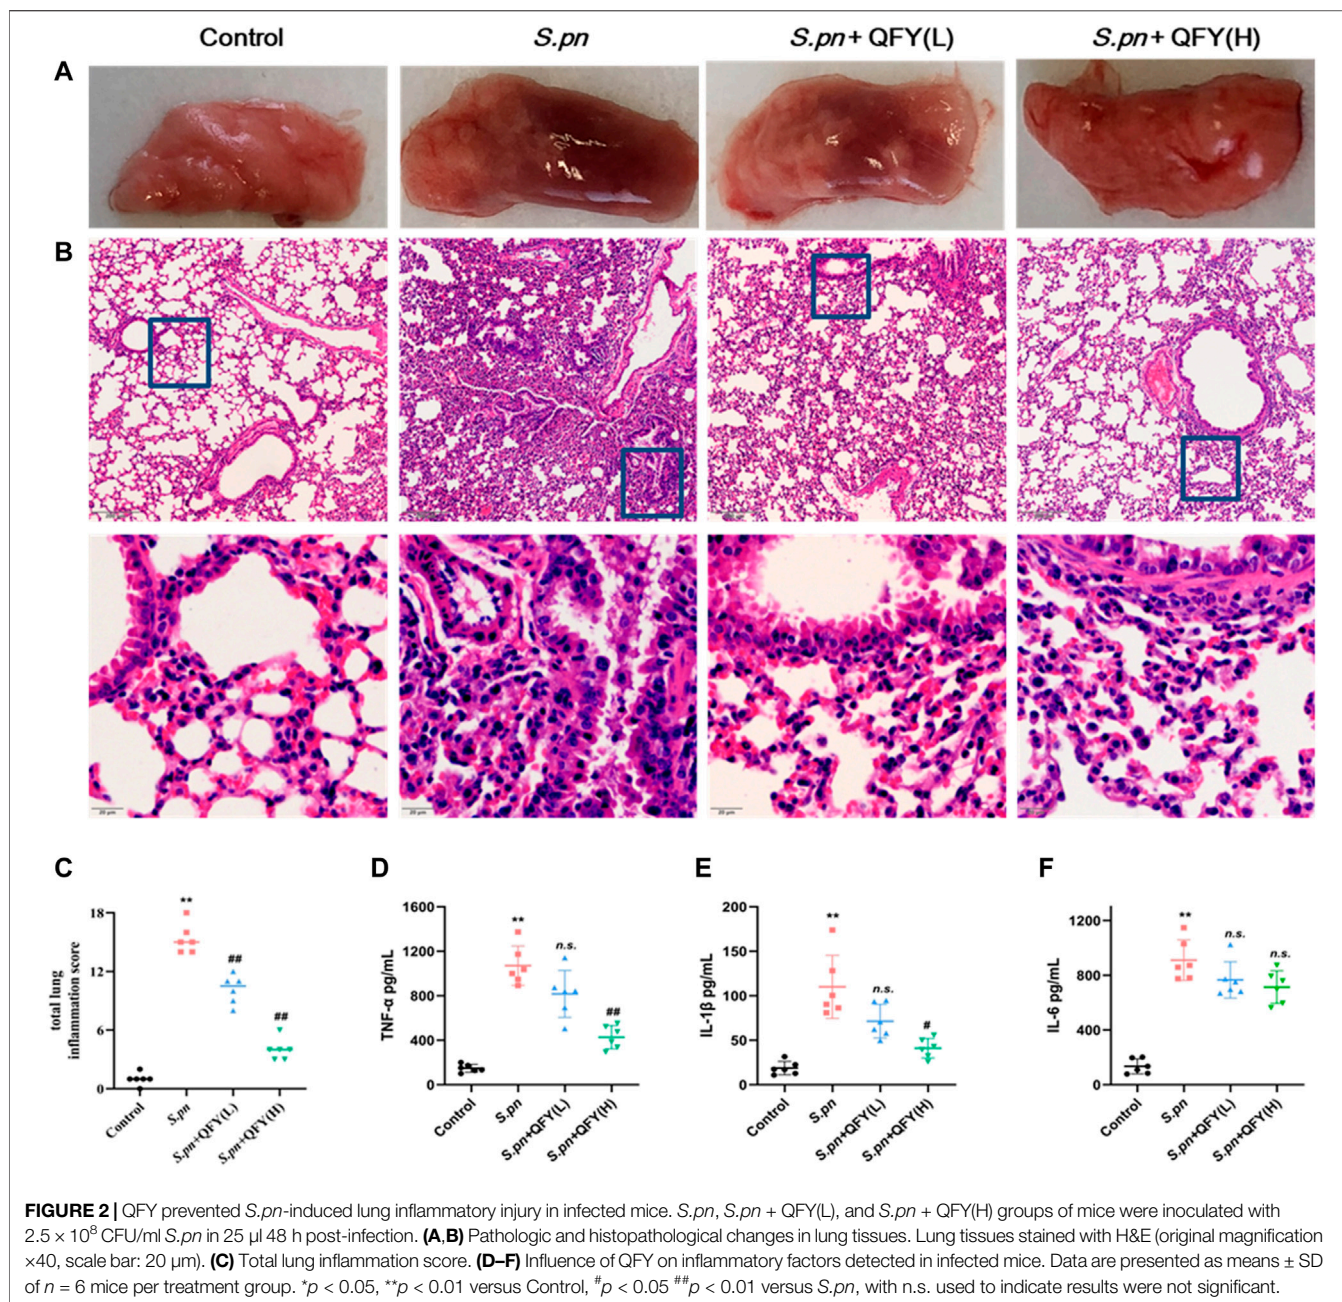 Control
S.pn
S.pn + QFY(L)
S.pn + QFY(H)
A
B
20 μm
20 μm
20 μm
C
18
12
6
0
total lung
inflammation score
**
##
##
Control
S.pn
S.pn+QFY(L)
S.pn+QFY(H)
D
1600
1200
800
400
0
TNF-α pg/mL
**
n.s.
##
Control
S.pn
S.pn+QFY(L)
S.pn+QFY(H)
E
200
150
100
50
0
IL-1β pg/mL
**
n.s.
#
Control
S.pn
S.pn+QFY(L)
S.pn+QFY(H)
F
1200
800
400
0
IL-6 pg/mL
**
n.s.
n.s.
Control
S.pn
S.pn+QFY(L)
S.pn+QFY(H)
FIGURE 2 | QFY prevented S.pn-induced lung inflammatory injury in infected mice. S.pn, S.pn + QFY(L), and S.pn + QFY(H) groups of mice were inoculated with
2.5 × 10⁸ CFU/ml S.pn in 25 μl 48 h post-infection. (A,B) Pathologic and histopathological changes in lung tissues. Lung tissues stained with H&E (original magnification
×40, scale bar: 20 μm). (C) Total lung inflammation score. (D–F) Influence of QFY on inflammatory factors detected in infected mice. Data are presented as means ± SD
of n = 6 mice per treatment group. *p < 0.05, **p < 0.01 versus Control, #p < 0.05 ##p < 0.01 versus S.pn, with n.s. used to indicate results were not significant.